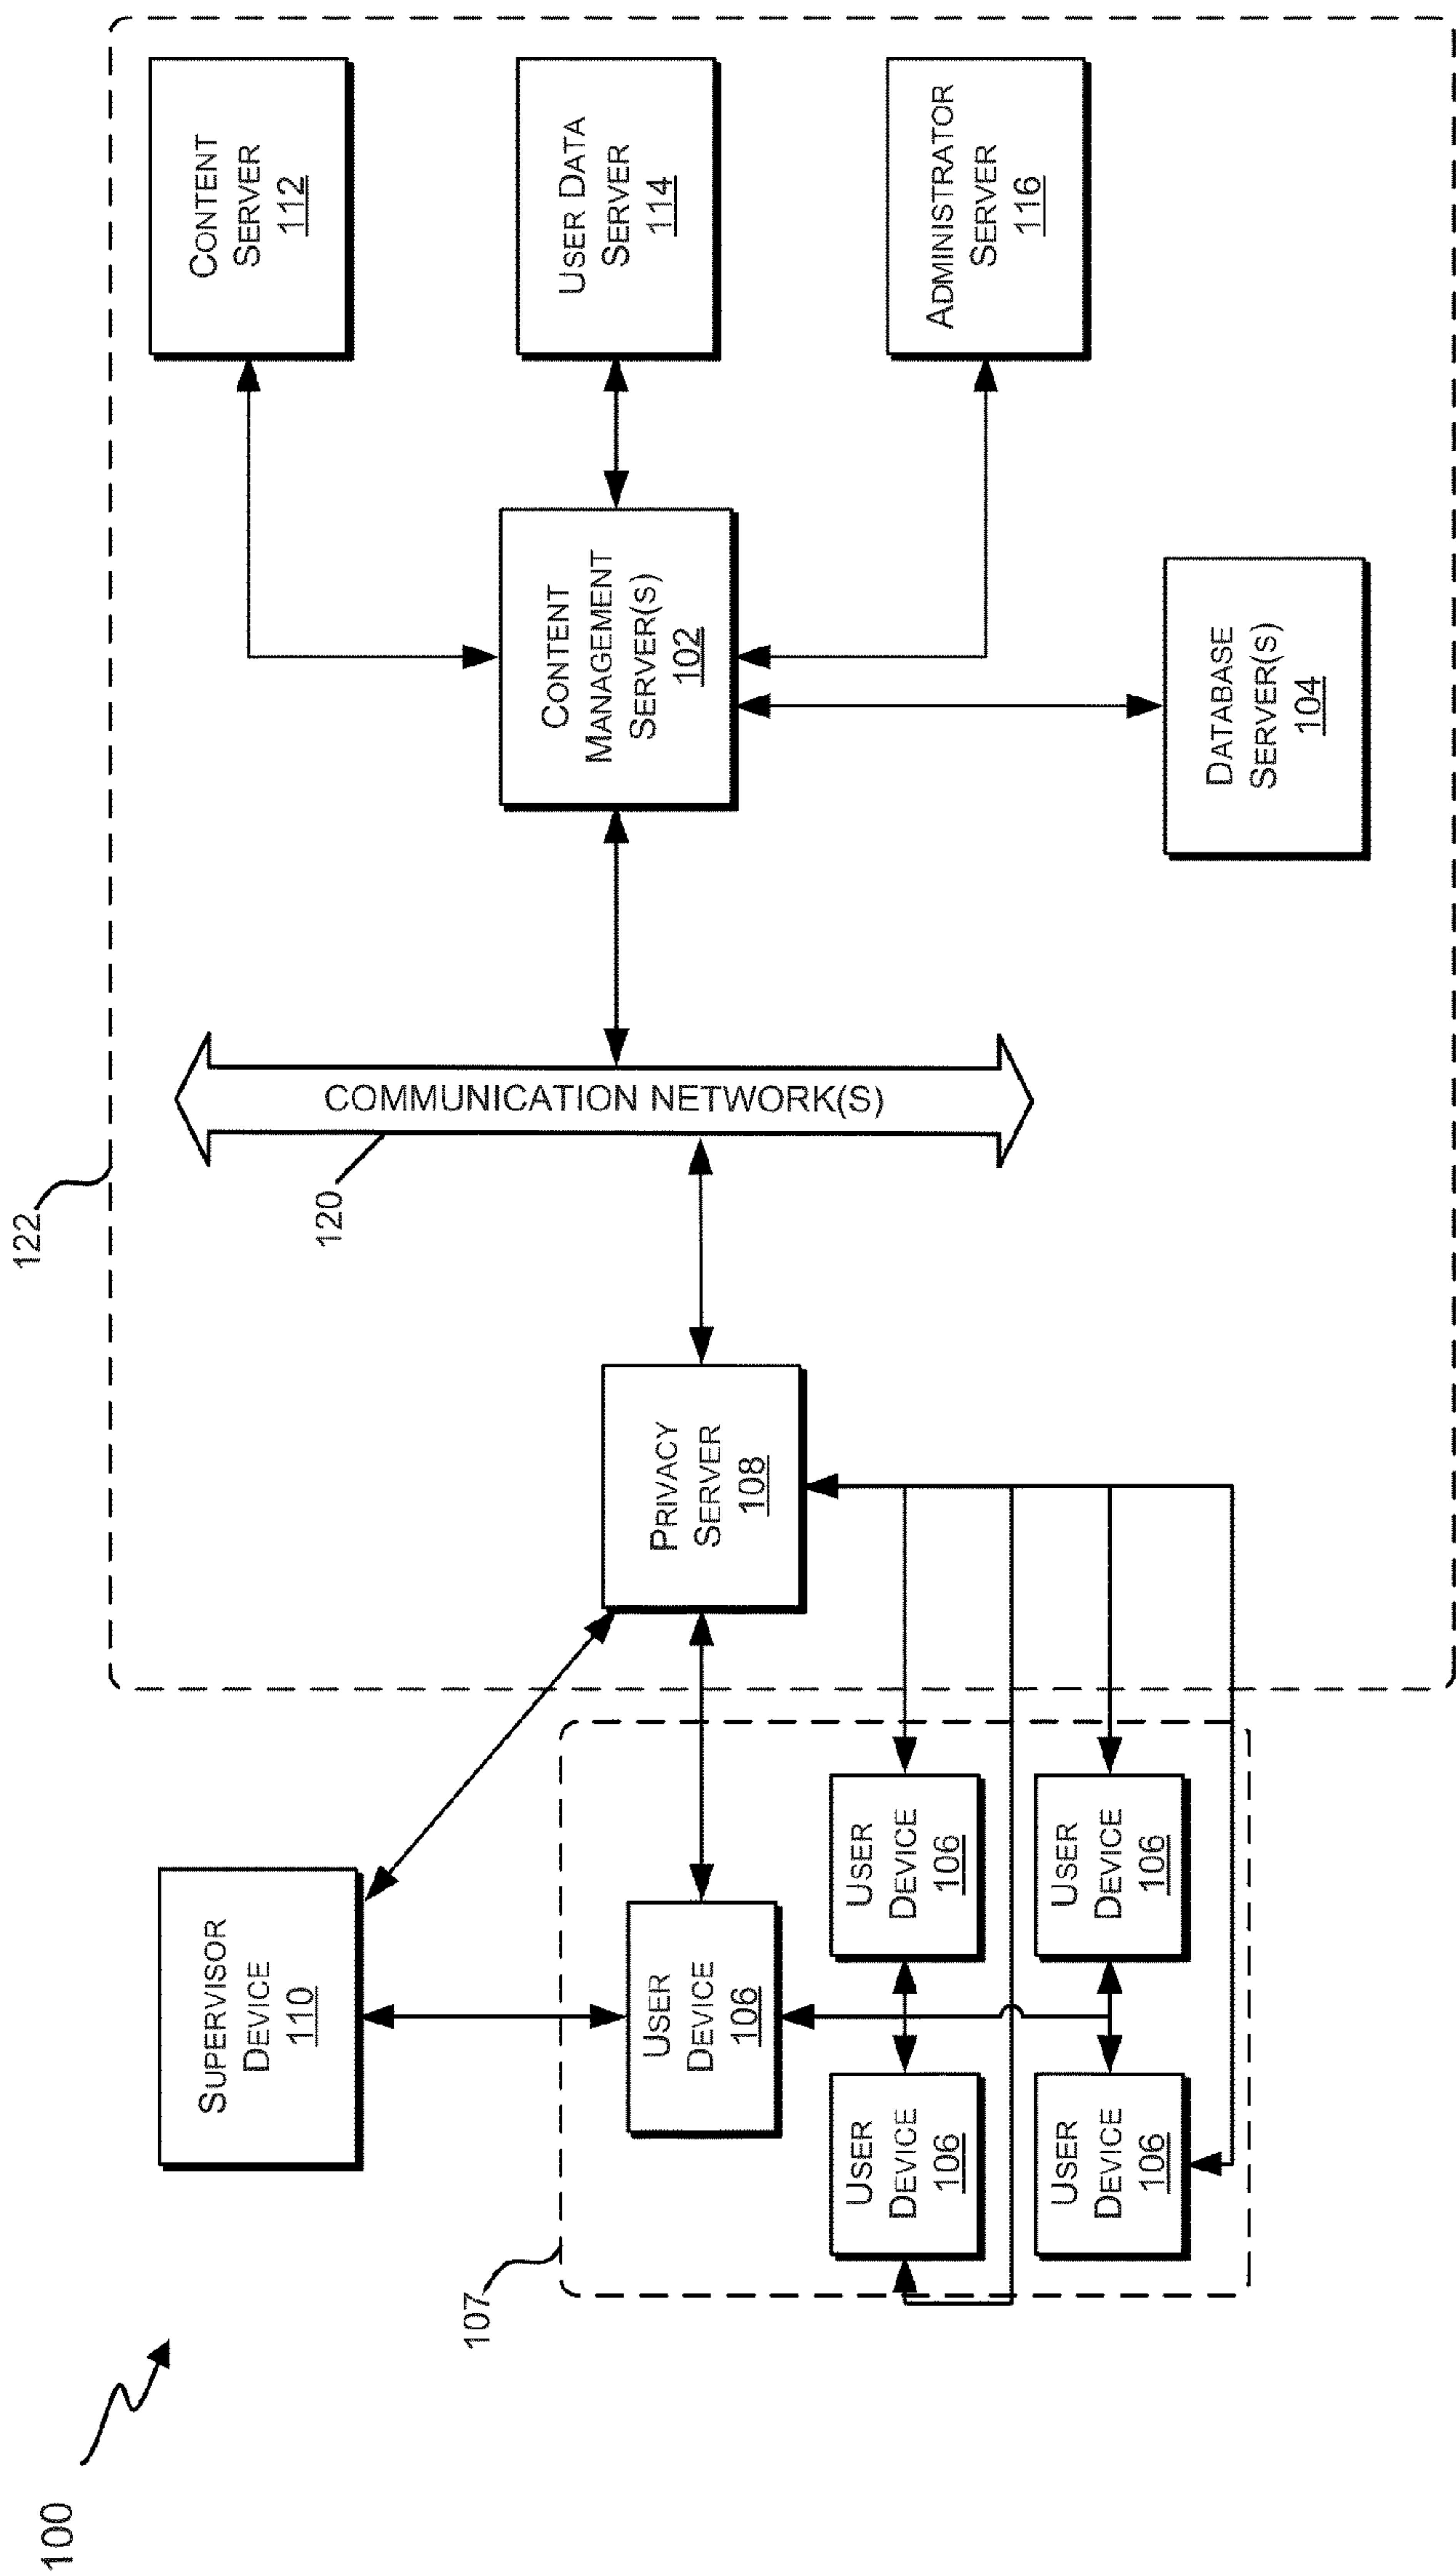 100
122
107
120
SUPERVISOR
DEVICE
110
USER
DEVICE
106
USER
DEVICE
106
USER
DEVICE
106
USER
DEVICE
106
USER
DEVICE
106
PRIVACY
SERVER
108
COMMUNICATION NETWORK(S)
CONTENT
MANAGEMENT
SERVER(S)
102
DATABASE
SERVER(S)
104
CONTENT
SERVER
112
USER DATA
SERVER
114
ADMINISTRATOR
SERVER
116